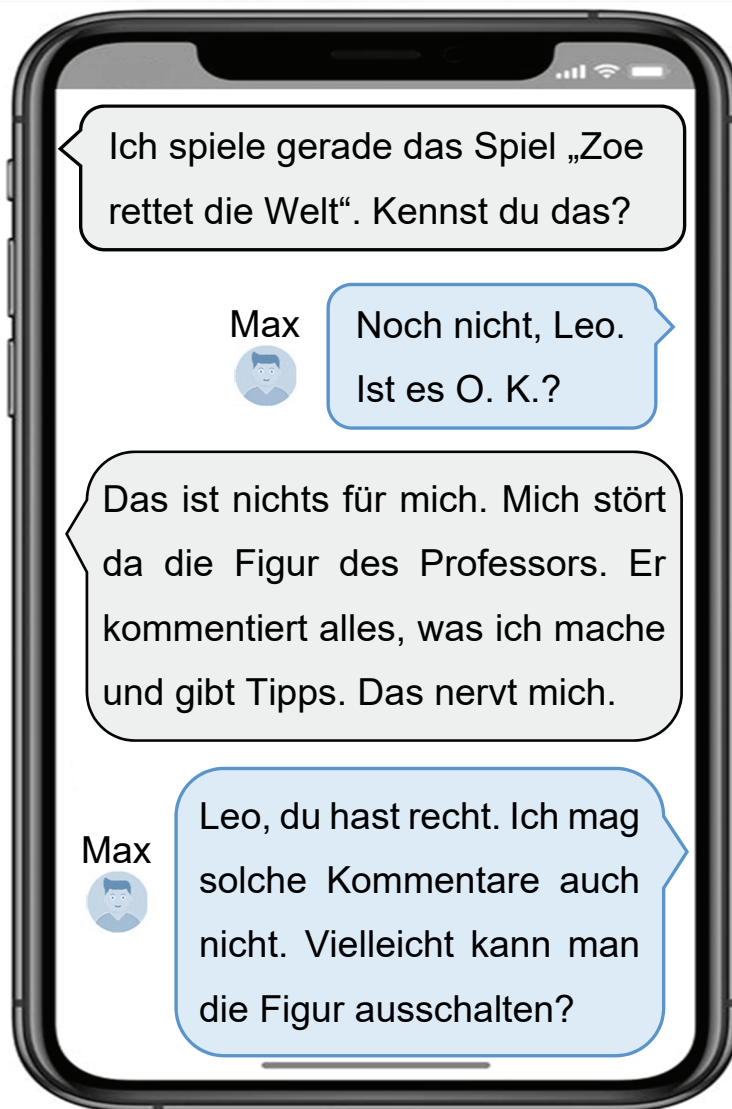 Ich spiele gerade das Spiel „Zoe
rettet die Welt“. Kennst du das?
Max
Noch nicht, Leo.
Ist es O. K.?
Das ist nichts für mich. Mich stört
da die Figur des Professors. Er
kommentiert alles, was ich mache
und gibt Tipps. Das nervt mich.
Max
Leo, du hast recht. Ich mag
solche Kommentare auch
nicht. Vielleicht kann man
die Figur ausschalten?